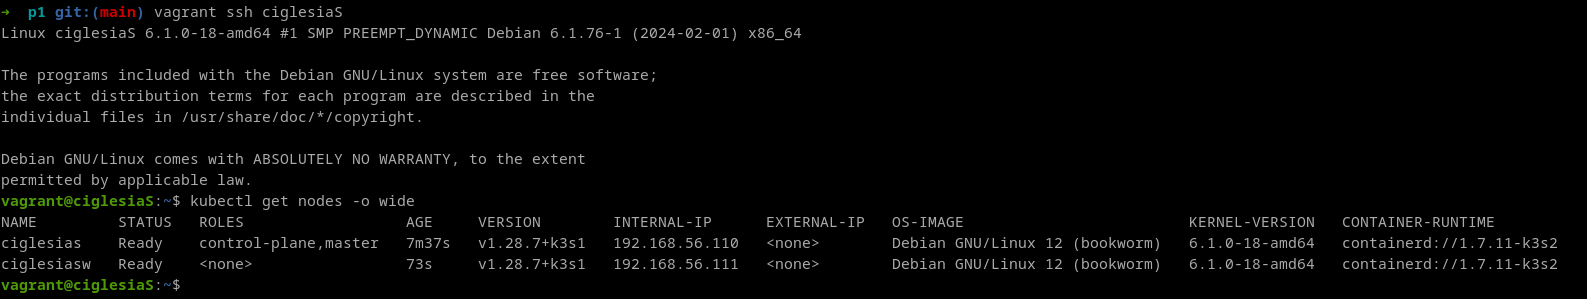 →  p1 git:(main) vagrant ssh ciglesiaS
Linux ciglesiaS 6.1.0-18-amd64 #1 SMP PREEMPT_DYNAMIC Debian 6.1.76-1 (2024-02-01) x86_64

The programs included with the Debian GNU/Linux system are free software;
the exact distribution terms for each program are described in the
individual files in /usr/share/doc/*/copyright.

Debian GNU/Linux comes with ABSOLUTELY NO WARRANTY, to the extent
permitted by applicable law.
vagrant@ciglesiaS:~$ kubectl get nodes -o wide
NAME         STATUS   ROLES                  AGE     VERSION        INTERNAL-IP      EXTERNAL-IP   OS-IMAGE                         KERNEL-VERSION   CONTAINER-RUNTIME
ciglesias    Ready    control-plane,master   7m37s   v1.28.7+k3s1   192.168.56.110   <none>        Debian GNU/Linux 12 (bookworm)   6.1.0-18-amd64   containerd://1.7.11-k3s2
ciglesiasw   Ready    <none>                 73s     v1.28.7+k3s1   192.168.56.111   <none>        Debian GNU/Linux 12 (bookworm)   6.1.0-18-amd64   containerd://1.7.11-k3s2
vagrant@ciglesiaS:~$